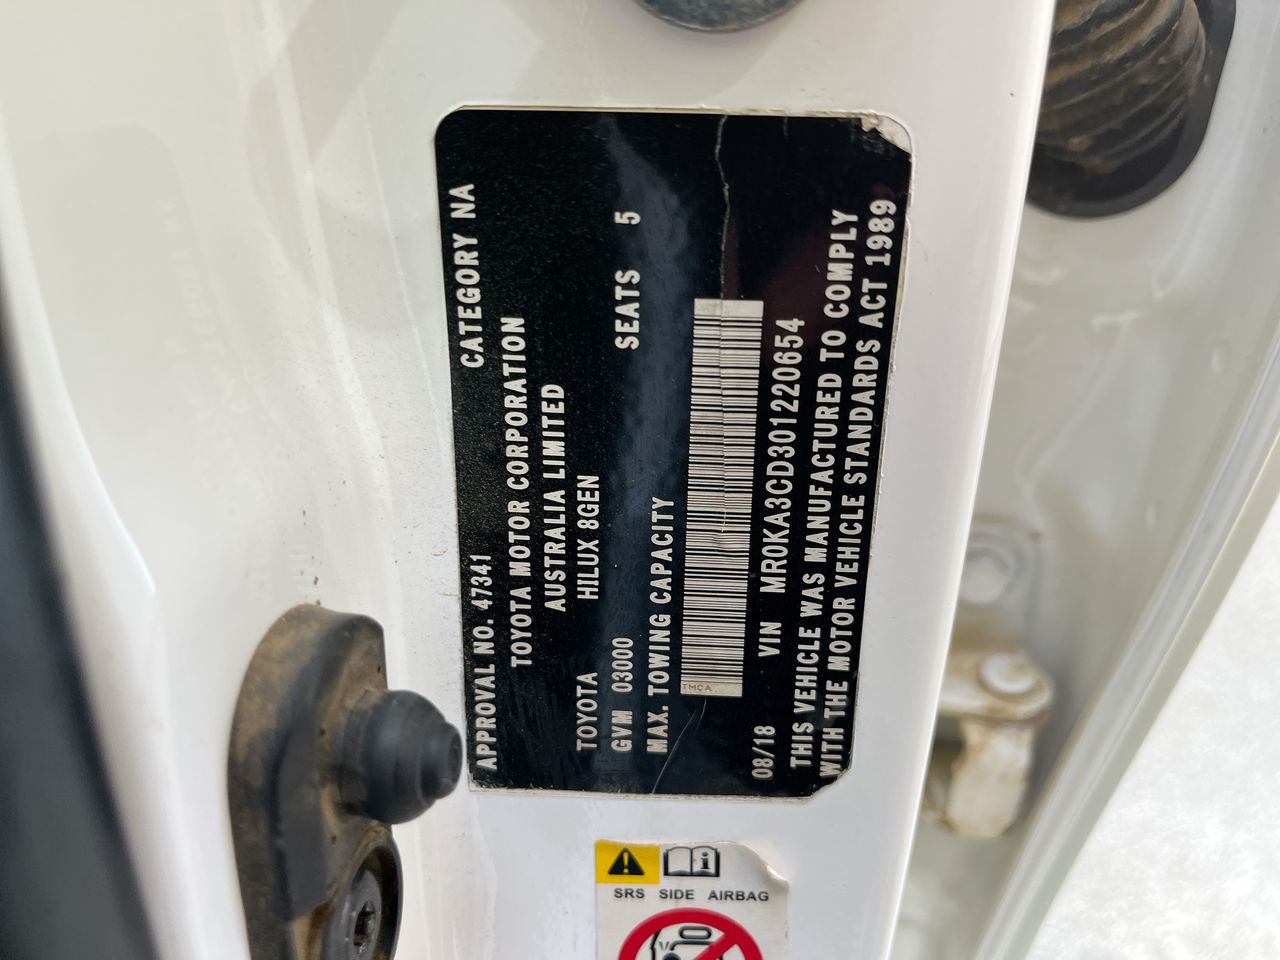 APPROVAL NO. 47341 CATEGORY NA
TOYOTA MOTOR CORPORATION
AUSTRALIA LIMITED
TOYOTA HILUX 8GEN
GVM 03000 SEATS 5
MAX. TOWING CAPACITY
TMCA
08/18 VIN MR0KA3CD301220654
THIS VEHICLE WAS MANUFACTURED TO COMPLY
WITH THE MOTOR VEHICLE STANDARDS ACT 1989
SRS SIDE AIRBAG